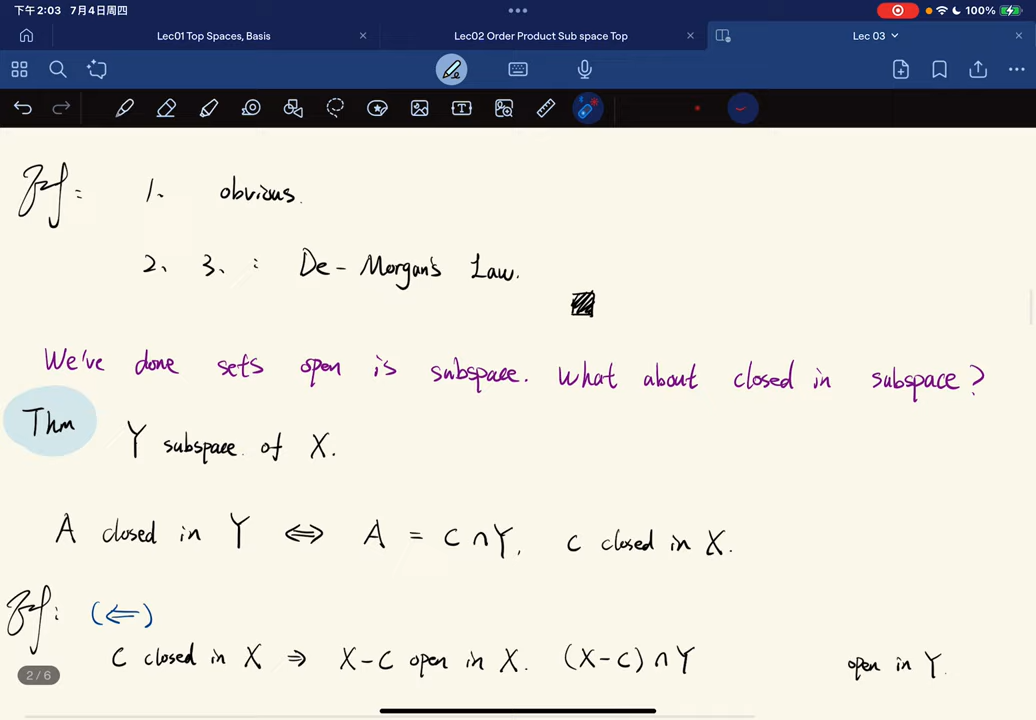 下午2:03 7月4日周四
100%
Lec01 Top Spaces, Basis
Lec02 Order Product Sub space Top
Lec 03
Prf: 1. obvious.
2. 3. : De-Morgan's Law.
We've done sets open is subspace. What about closed in subspace?
Thm
Y subspace of X.
A closed in Y ⇔ A = C ∩ Y, C closed in X.
Prf: (⇐)
C closed in X ⇒ X-C open in X. (X-C) ∩ Y open in Y.
2 / 6